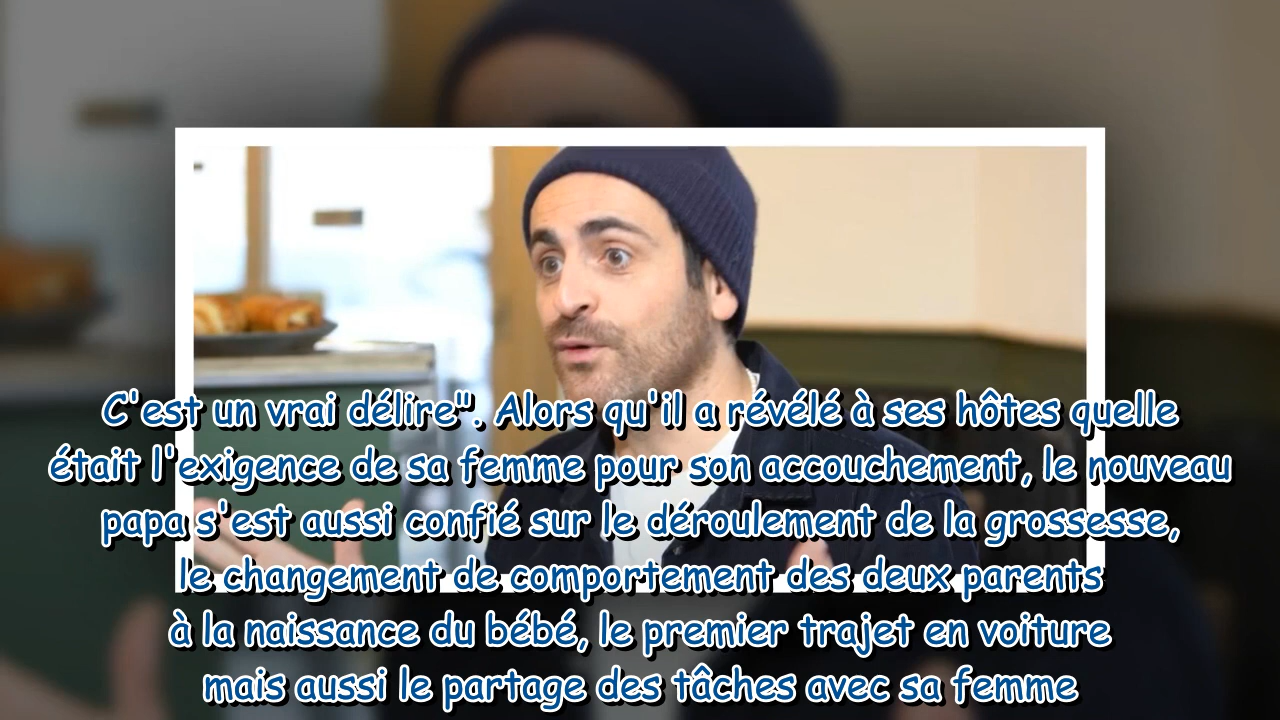 C'est un vrai délire". Alors qu'il a révélé à ses hôtes quelle
était l'exigence de sa femme pour son accouchement, le nouveau
papa s'est aussi confié sur le déroulement de la grossesse,
le changement de comportement des deux parents
à la naissance du bébé, le premier trajet en voiture
mais aussi le partage des tâches avec sa femme